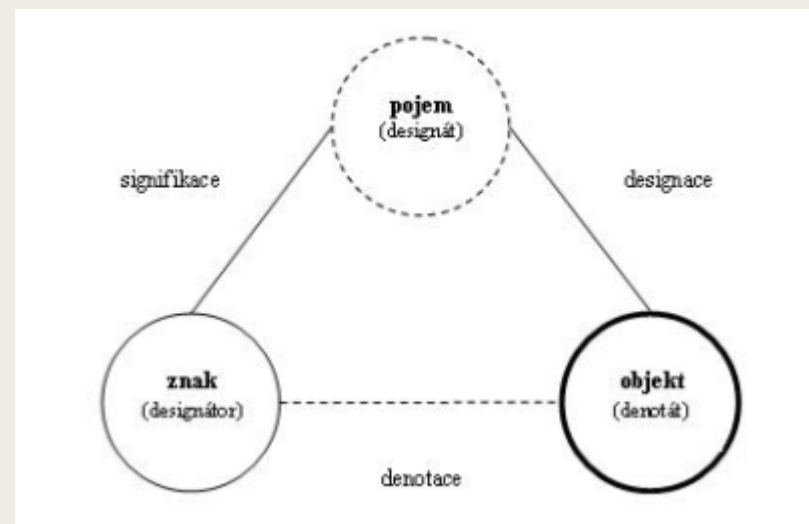 pojem
(designát)
signifikace
designace
znak
(designátor)
objekt
(denotát)
denotace